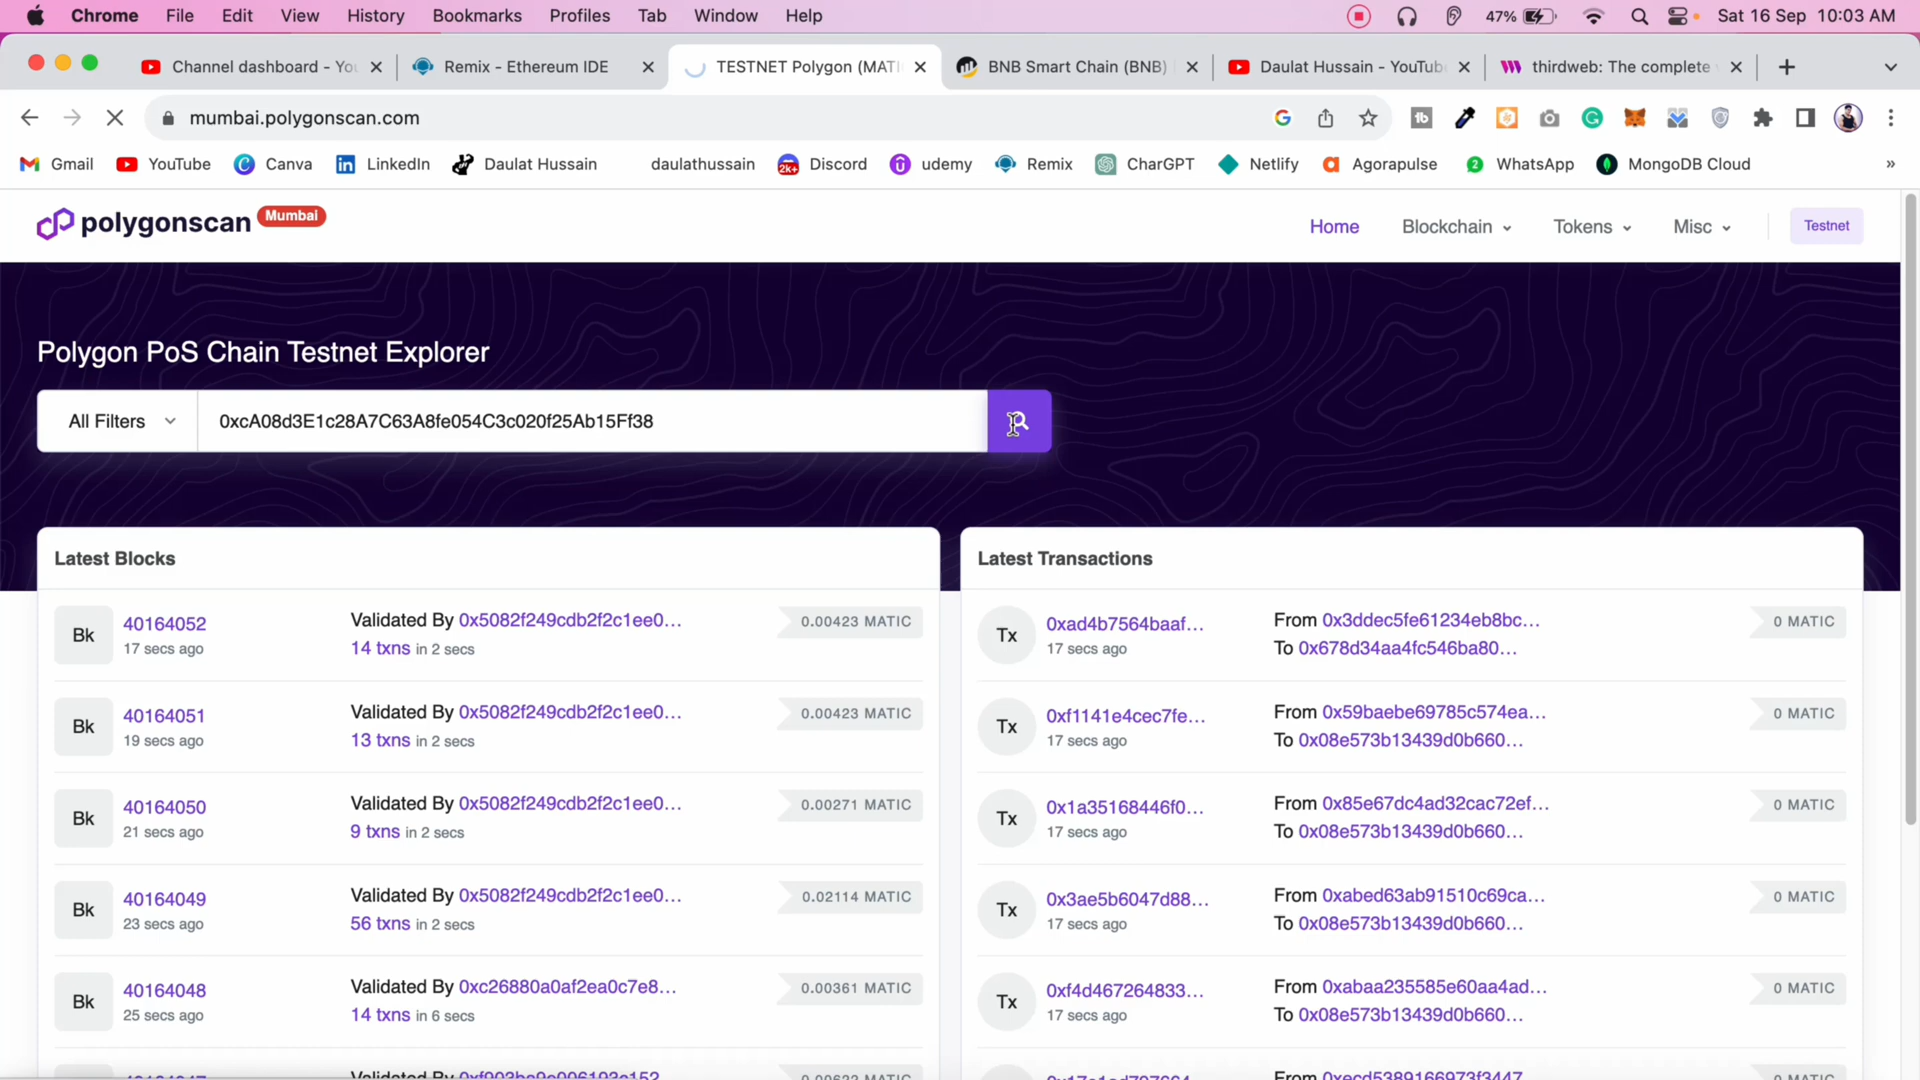 Chrome File Edit View History Bookmarks Profiles Tab Window Help 47% Sat 16 Sep 10:03 AM
Channel dashboard - Yo Remix - Ethereum IDE TESTNET Polygon (MATI BNB Smart Chain (BNB) Daulat Hussain - YouTub thirdweb: The complete
mumbai.polygonscan.com
Gmail YouTube Canva LinkedIn Daulat Hussain daulathussain 2k+ Discord udemy Remix CharGPT Netlify Agorapulse 2 WhatsApp MongoDB Cloud »
polygonscan Mumbai Home Blockchain Tokens Misc Testnet
Polygon PoS Chain Testnet Explorer
All Filters 0xcA08d3E1c28A7C63A8fe054C3c020f25Ab15Ff38
Latest Blocks
Bk 40164052 Validated By 0x5082f249cdb2f2c1ee0... 0.00423 MATIC
17 secs ago 14 txns in 2 secs
Bk 40164051 Validated By 0x5082f249cdb2f2c1ee0... 0.00423 MATIC
19 secs ago 13 txns in 2 secs
Bk 40164050 Validated By 0x5082f249cdb2f2c1ee0... 0.00271 MATIC
21 secs ago 9 txns in 2 secs
Bk 40164049 Validated By 0x5082f249cdb2f2c1ee0... 0.02114 MATIC
23 secs ago 56 txns in 2 secs
Bk 40164048 Validated By 0xc26880a0af2ea0c7e8... 0.00361 MATIC
25 secs ago 14 txns in 6 secs
Latest Transactions
Tx 0xad4b7564baaf... From 0x3ddec5fe61234eb8bc... 0 MATIC
17 secs ago To 0x678d34aa4fc546ba80...
Tx 0xf1141e4cec7fe... From 0x59baebe69785c574ea... 0 MATIC
17 secs ago To 0x08e573b13439d0b660...
Tx 0x1a35168446f0... From 0x85e67dc4ad32cac72ef... 0 MATIC
17 secs ago To 0x08e573b13439d0b660...
Tx 0x3ae5b6047d88... From 0xabed63ab91510c69ca... 0 MATIC
17 secs ago To 0x08e573b13439d0b660...
Tx 0xf4d467264833... From 0xabaa235585e60aa4ad... 0 MATIC
17 secs ago To 0x08e573b13439d0b660...